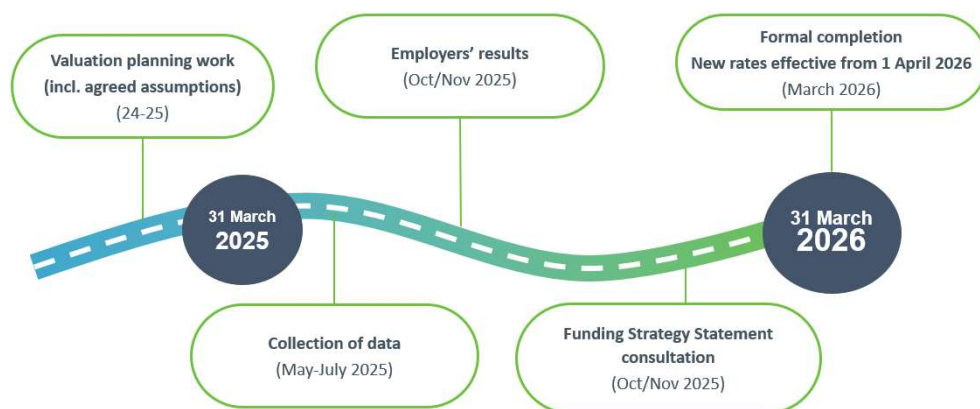 Valuation planning work
(incl. agreed assumptions)
(24-25)
31 March
2025
Collection of data
(May-July 2025)
Employers’ results
(Oct/Nov 2025)
Funding Strategy Statement
consultation
(Oct/Nov 2025)
Formal completion
New rates effective from 1 April 2026
(March 2026)
31 March
2026